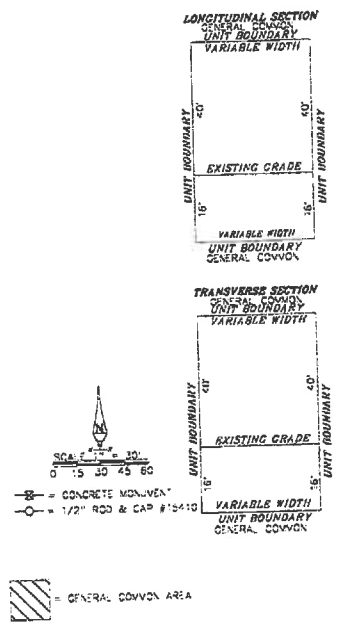 LONGITUDINAL SECTION
GENERAL COMMON
UNIT BOUNDARY
VARIABLE WIDTH
UNIT BOUNDARY
40'
40'
UNIT BOUNDARY
EXISTING GRADE
16'
16'
VARIABLE WIDTH
UNIT BOUNDARY
GENERAL COMMON
TRANSVERSE SECTION
GENERAL COMMON
UNIT BOUNDARY
VARIABLE WIDTH
UNIT BOUNDARY
40'
40'
UNIT BOUNDARY
EXISTING GRADE
16'
16'
VARIABLE WIDTH
UNIT BOUNDARY
GENERAL COMMON
N
SCALE = 30'
0 15 30 60
= CONCRETE MONUMENT
= 1/2" ROD & CAP #15410
= GENERAL COMMON AREA